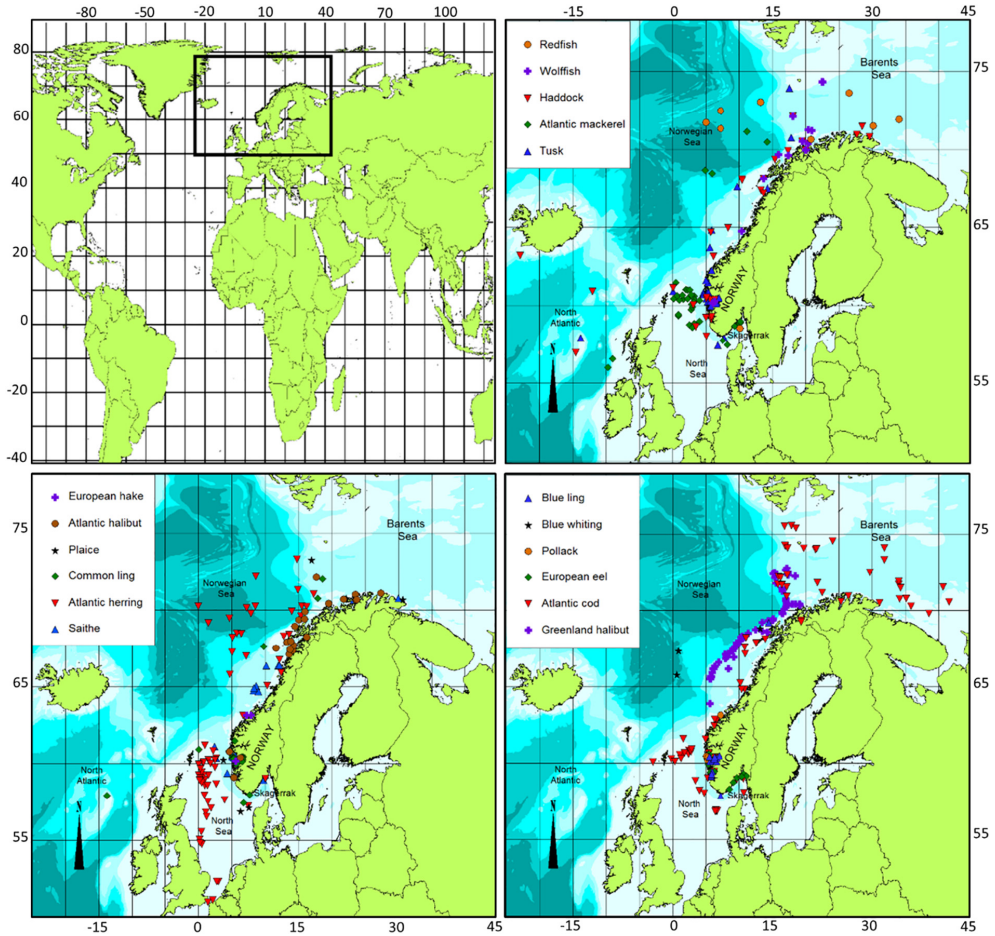 -80 -50 -20 10 40 70 100
80
60
40
20
0
-20
-40
-15 0 15 30 45
75
65
55
Redfish
Wolffish
Haddock
Atlantic mackerel
Tusk
Barents
Sea
Norwegian
Sea
NORWAY
North
Atlantic
Skagerrak
North
Sea
N
European hake
Atlantic halibut
Plaice
Common ling
Atlantic herring
Saithe
Barents
Sea
75
Norwegian
Sea
65
NORWAY
North
Atlantic
Skagerrak
North
Sea
N
55
-15 0 15 30 45
Blue ling
Blue whiting
Pollack
European eel
Atlantic cod
Greenland halibut
Barents
Sea
75
Norwegian
Sea
65
NORWAY
North
Atlantic
Skagerrak
North
Sea
N
55
-15 0 15 30 45